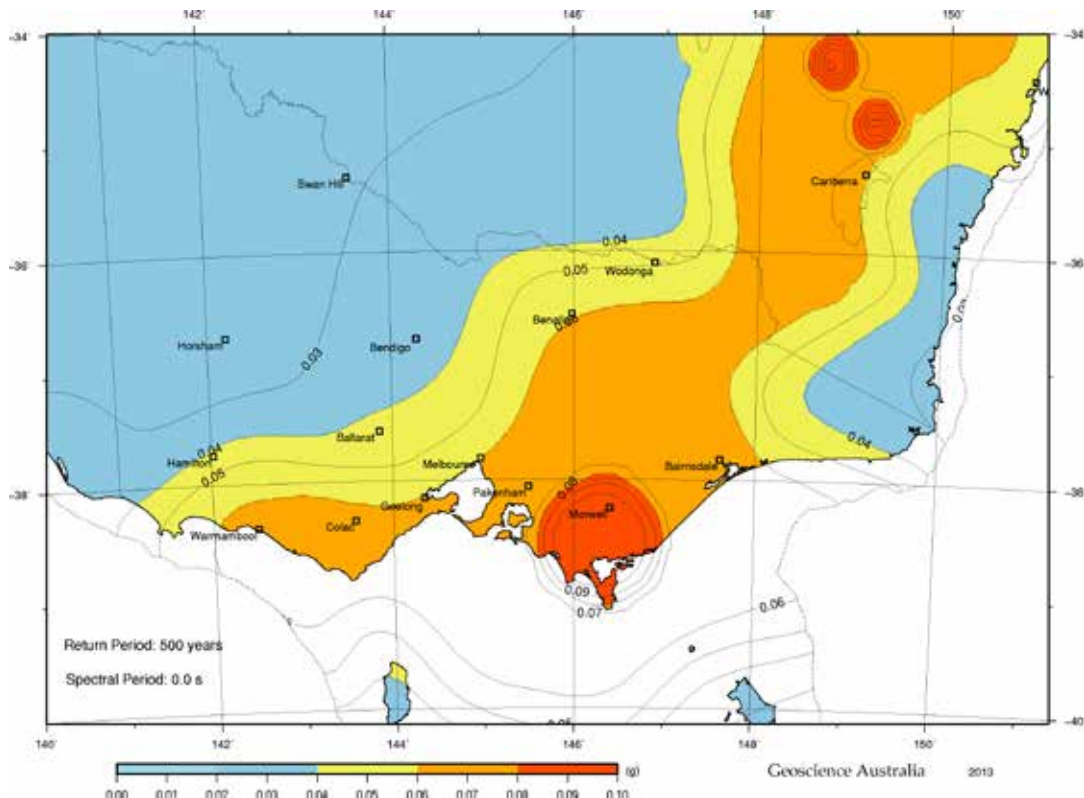 142 144 146 148 150
-34 -34
W
Swan Hill
Canberra
0.04
-36 0.05 -36
Wodonga
Benalla
Horsham Bendigo
0.03
0.04
Ballarat
0.04
Hamilton Melbourne Bairnsdale
0.05
-38 Pakenham 0.08 -38
Geelong Morwell
Warrnambool Colac
0.09
0.07 0.06
Return Period: 500 years
Spectral Period: 0.0 s
-40
140 142 144 146 148 150
(g)
Geoscience Australia 2013
0.00 0.01 0.02 0.03 0.04 0.05 0.06 0.07 0.08 0.09 0.10